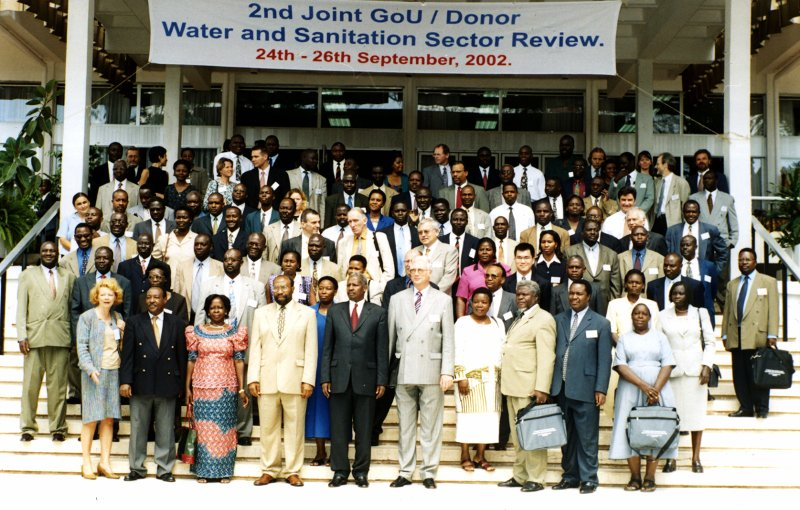 2nd Joint GoU / Donor
Water and Sanitation Sector Review.
24th - 26th September, 2002.